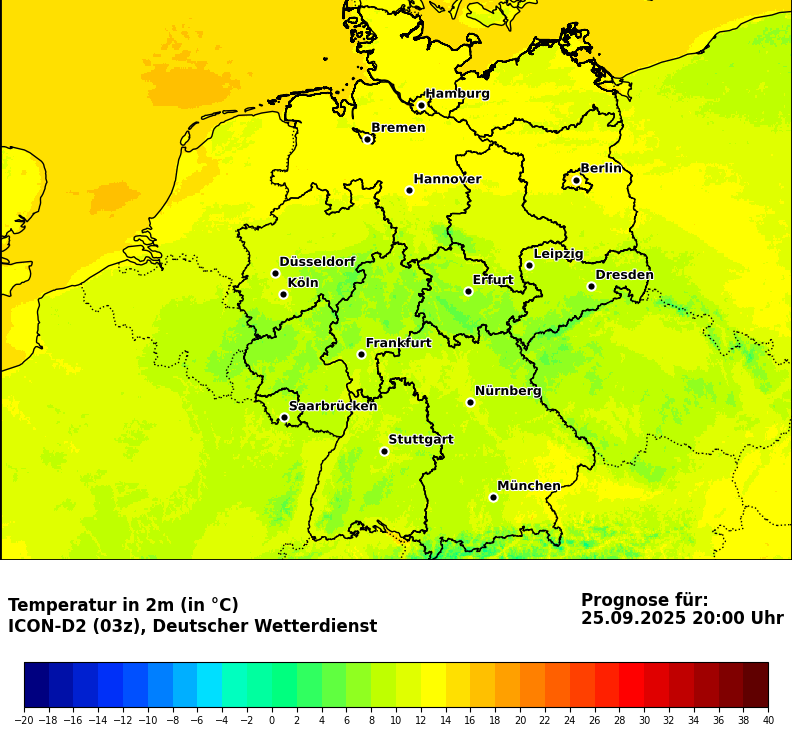 Hamburg
Bremen
Berlin
Hannover
Leipzig
Düsseldorf
Dresden
Köln
Erfurt
Frankfurt
Nürnberg
Saarbrücken
Stuttgart
München
Temperatur in 2m (in °C)
ICON-D2 (03z), Deutscher Wetterdienst
Prognose für:
25.09.2025 20:00 Uhr
−20 −18 −16 −14 −12 −10 −8 −6 −4 −2 0 2 4 6 8 10 12 14 16 18 20 22 24 26 28 30 32 34 36 38 40